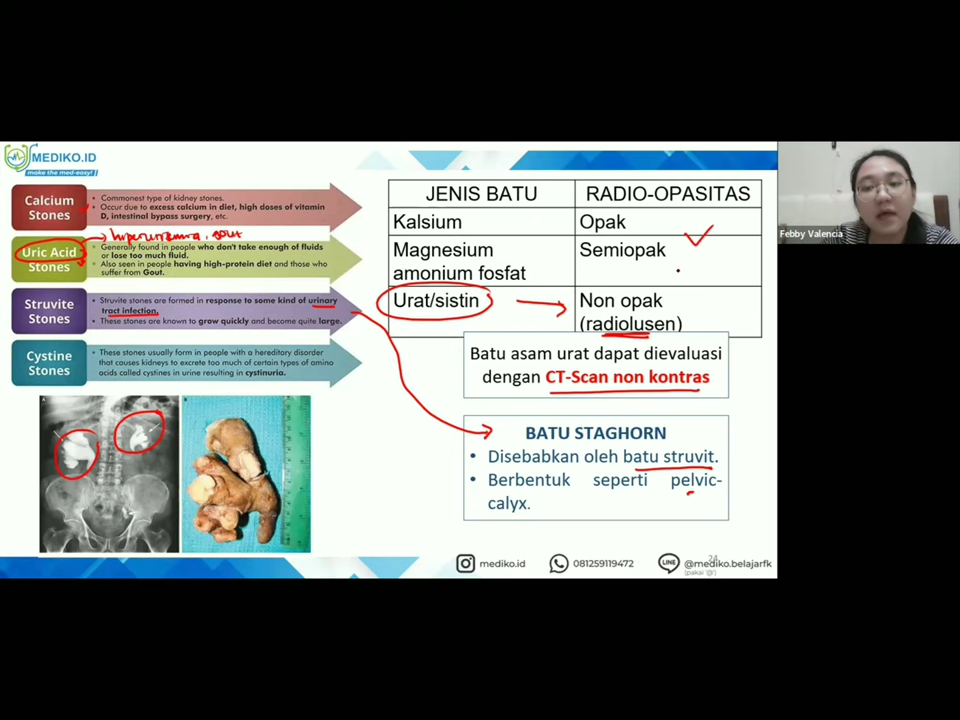 MEDIKO.ID
make the med-easy!
Calcium
Stones
• Commonest type of kidney stones.
• Occur due to excess calcium in diet, high doses of vitamin
D, intestinal bypass surgery, etc.
hiperurisemia, gout
Uric Acid
Stones
• Generally found in people who don't take enough of fluids
or lose too much fluid.
• Also seen in people having high-protein diet and those who
suffer from Gout.
Struvite
Stones
• Struvite stones are formed in response to some kind of urinary
tract infection.
• These stones are known to grow quickly and become quite large.
Cystine
Stones
• These stones usually form in people with a hereditary disorder
that causes kidneys to excrete too much of certain types of amino
acids called cystines in urine resulting in cystinuria.
A
B
JENIS BATU RADIO-OPASITAS
Kalsium Opak
Magnesium Semiopak
amonium fosfat
Urat/sistin Non opak
(radiolusen)
Batu asam urat dapat dievaluasi
dengan CT-Scan non kontras
BATU STAGHORN
• Disebabkan oleh batu struvit.
• Berbentuk seperti pelvic-
calyx.
mediko.id
081259119472
LINE
@mediko.belajarfk
(pakai '@')
24
Febby Valencia